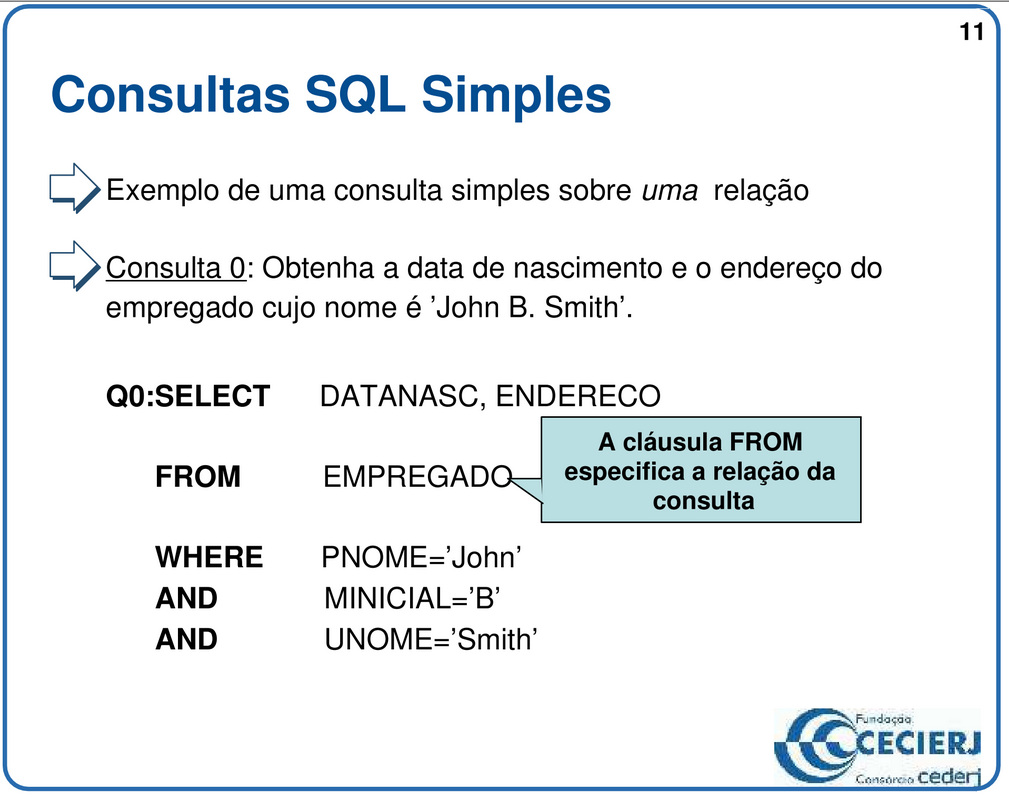 11
Consultas SQL Simples
Exemplo de uma consulta simples sobre uma relação
Consulta 0: Obtenha a data de nascimento e o endereço do
empregado cujo nome é ’John B. Smith’.
Q0:SELECT DATANASC, ENDERECO
FROM EMPREGADO
A cláusula FROM
especifica a relação da
consulta
WHERE PNOME=’John’
AND MINICIAL=’B’
AND UNOME=’Smith’
Fundação
CECIERJ
Consórcio cederj